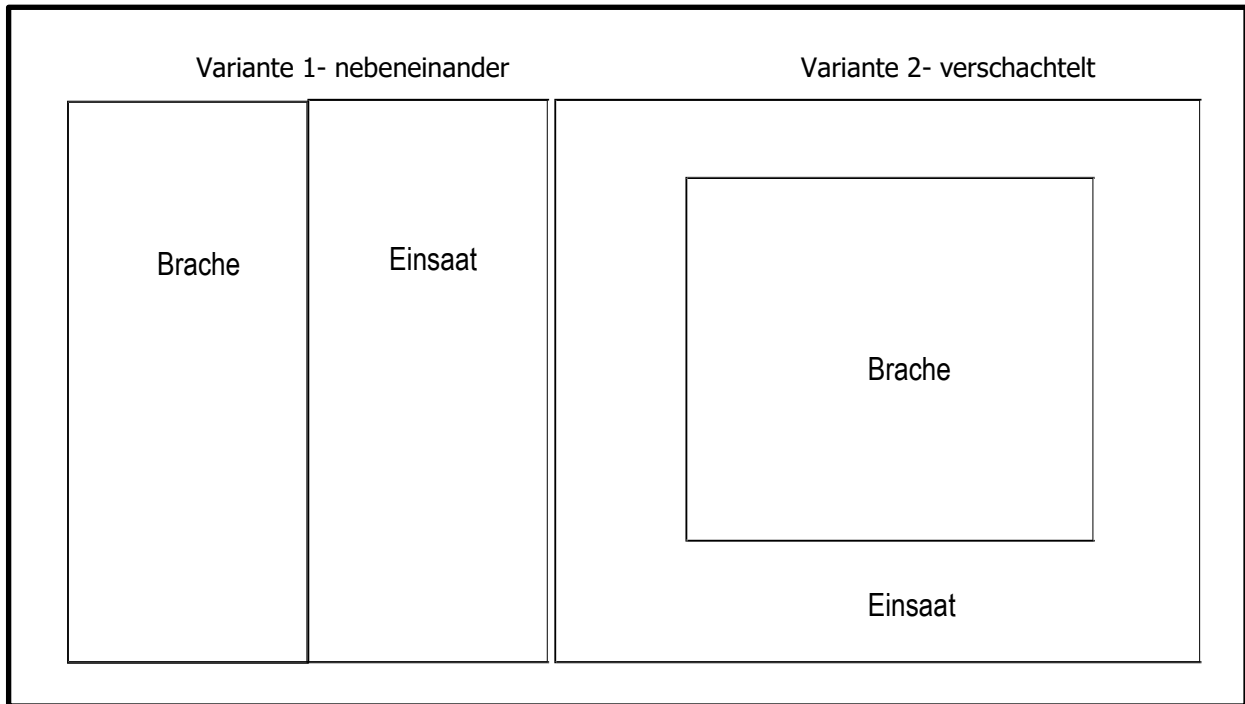 Variante 1- nebeneinander
Variante 2- verschachtelt
Brache
Einsaat
Brache
Einsaat